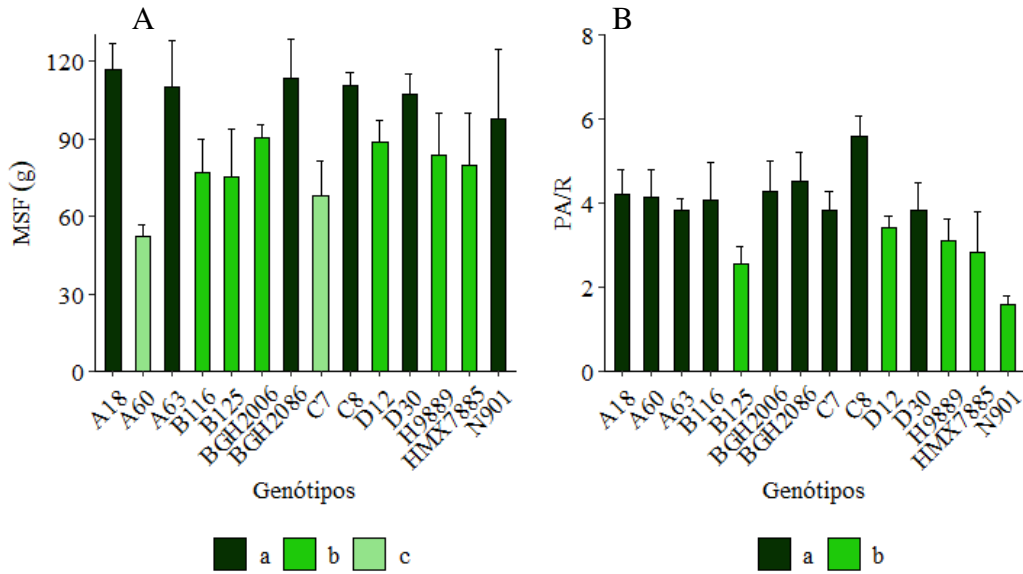 A
MSF (g)
120
90
60
30
0
A18
A60
A63
B116
B125
BGH2006
BGH2086
C7
C8
D12
D30
H9889
HMX7885
N901
Genótipos
a b c
B
PA/R
8
6
4
2
0
A18
A60
A63
B116
B125
BGH2006
BGH2086
C7
C8
D12
D30
H9889
HMX7885
N901
Genótipos
a b